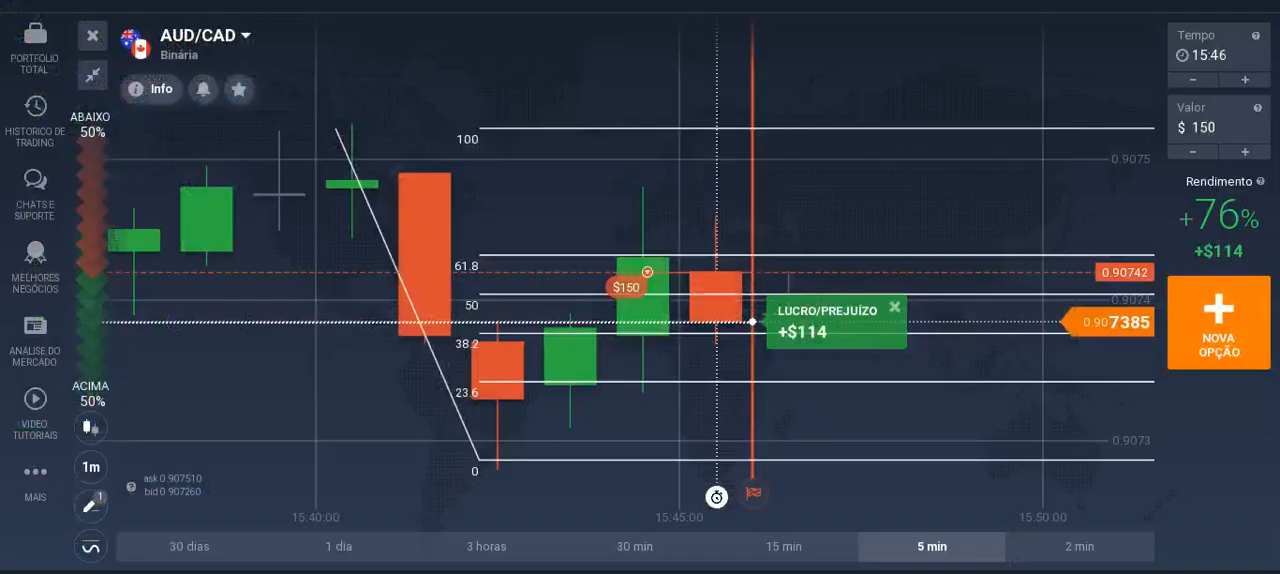 PORTFÓLIO
TOTAL
HISTÓRICO DE
TRADING
CHATS E
SUPORTE
MELHORES
NEGÓCIOS
ANÁLISE DO
MERCADO
VIDEO
TUTORIAIS
MAIS
ABAIXO
50%
ACIMA
50%
1m
1
AUD/CAD
Binária
Info
100
61.8
50
38.2
23.6
0
$150
LUCRO/PREJUÍZO
+$114
0.9075
0.90742
0.9074
0.907385
0.9073
ask 0.907510
bid 0.907260
15:40:00
15:45:00
15:50:00
30 dias
1 dia
3 horas
30 min
15 min
5 min
2 min
Tempo
15:46
Valor
$ 150
Rendimento
+76%
+$114
NOVA
OPÇÃO